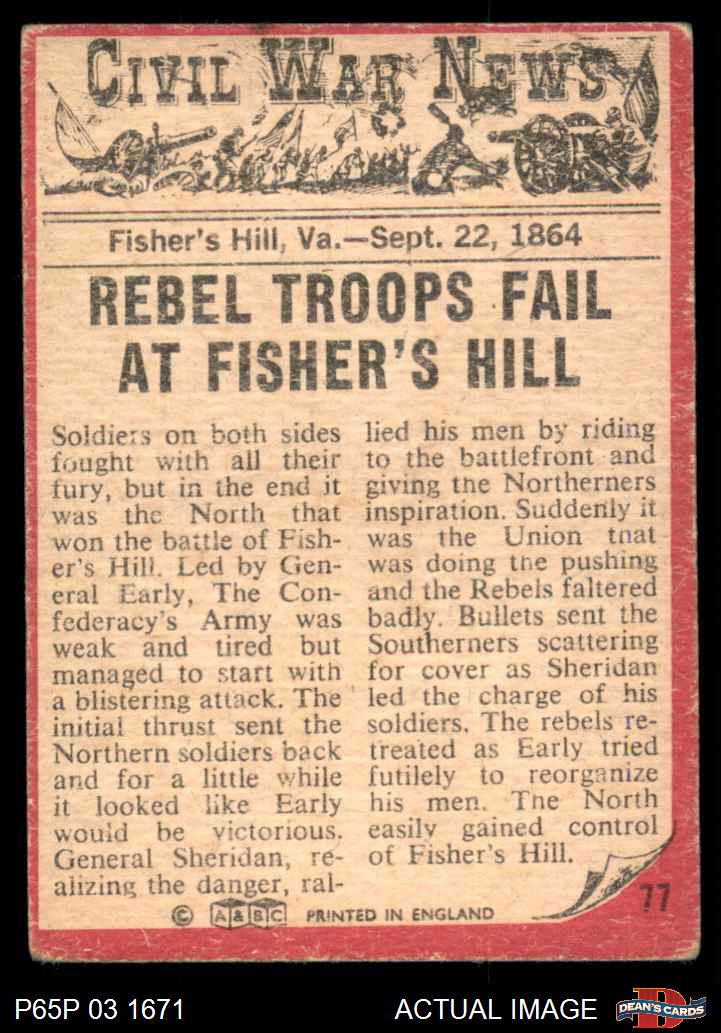 CIVIL WAR NEWS
Fisher's Hill, Va.—Sept. 22, 1864
REBEL TROOPS FAIL
AT FISHER'S HILL
Soldiers on both sides
fought with all their
fury, but in the end it
was the North that
won the battle of Fish-
er's Hill. Led by Gen-
eral Early, The Con-
federacy's Army was
weak and tired but
managed to start with
a blistering attack. The
initial thrust sent the
Northern soldiers back
and for a little while
it looked like Early
would be victorious.
General Sheridan, re-
alizing the danger, ral-
lied his men by riding
to the battlefront and
giving the Northerners
inspiration. Suddenly it
was the Union that
was doing the pushing
and the Rebels faltered
badly. Bullets sent the
Southerners scattering
for cover as Sheridan
led the charge of his
soldiers. The rebels re-
treated as Early tried
futilely to reorganize
his men. The North
easily gained control
of Fisher's Hill.
© A&BC PRINTED IN ENGLAND
77
P65P 03 1671
ACTUAL IMAGE
D
DEAN'S CARDS